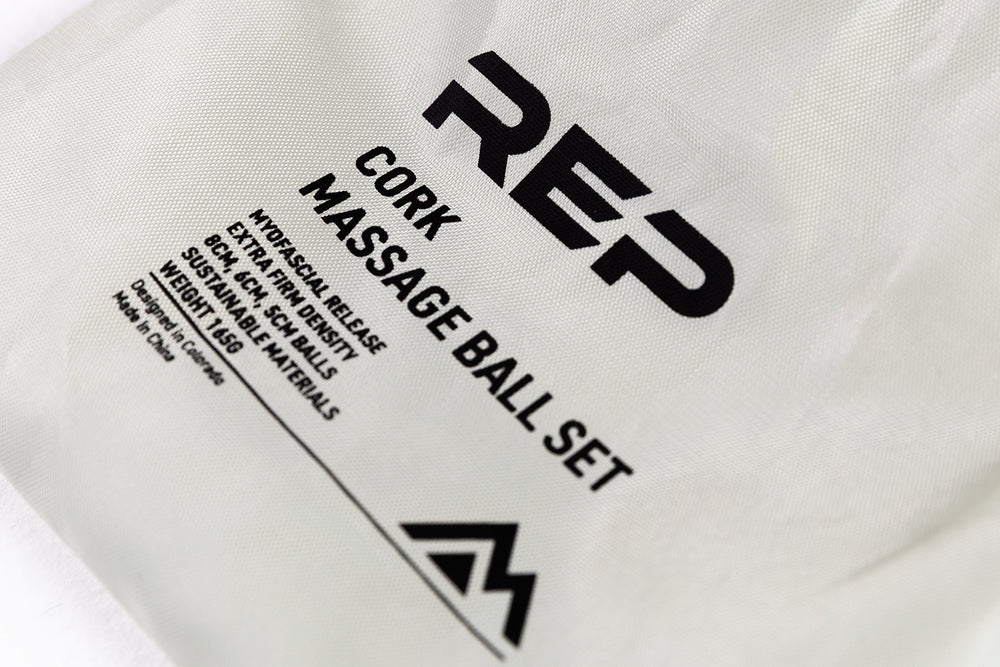 REP
CORK
MASSAGE BALL SET
MYOFASCIAL RELEASE
EXTRA FIRM DENSITY
8CM, 6CM, 5CM BALLS
SUSTAINABLE MATERIALS
WEIGHT 165G
Designed in Colorado
Made in China